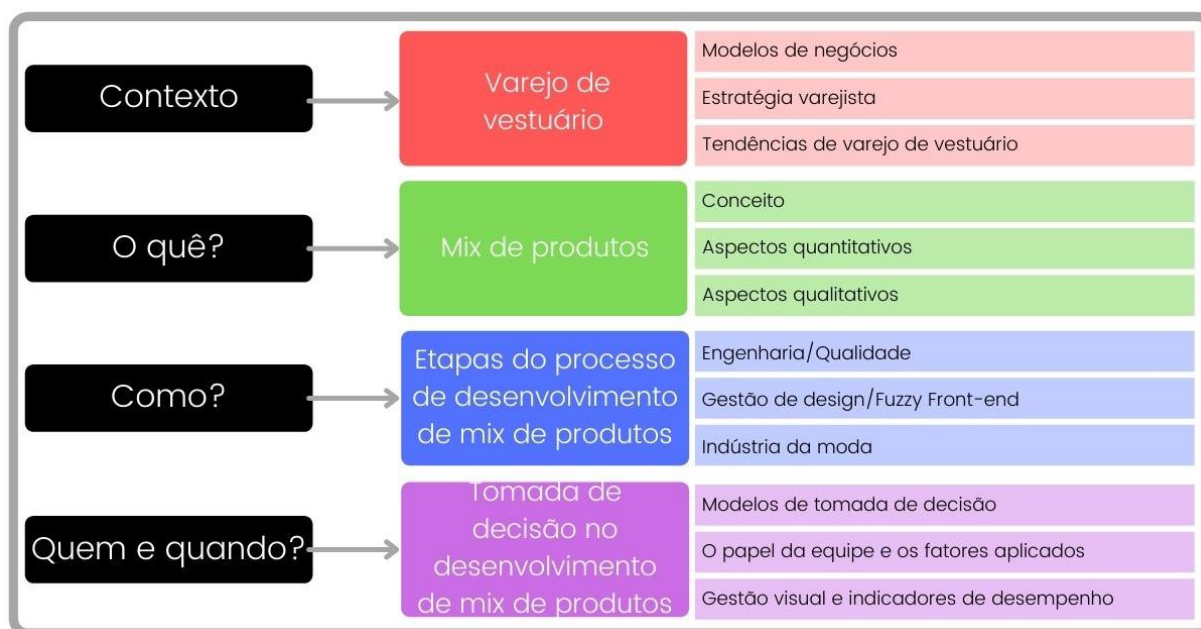 Contexto
Varejo de
vestuário
Modelos de negócios
Estratégia varejista
Tendências de varejo de vestuário
O quê?
Mix de produtos
Conceito
Aspectos quantitativos
Aspectos qualitativos
Como?
Etapas do processo
de desenvolvimento
de mix de produtos
Engenharia/Qualidade
Gestão de design/Fuzzy Front-end
Indústria da moda
Quem e quando?
Tomada de
decisão no
desenvolvimento
de mix de produtos
Modelos de tomada de decisão
O papel da equipe e os fatores aplicados
Gestão visual e indicadores de desempenho